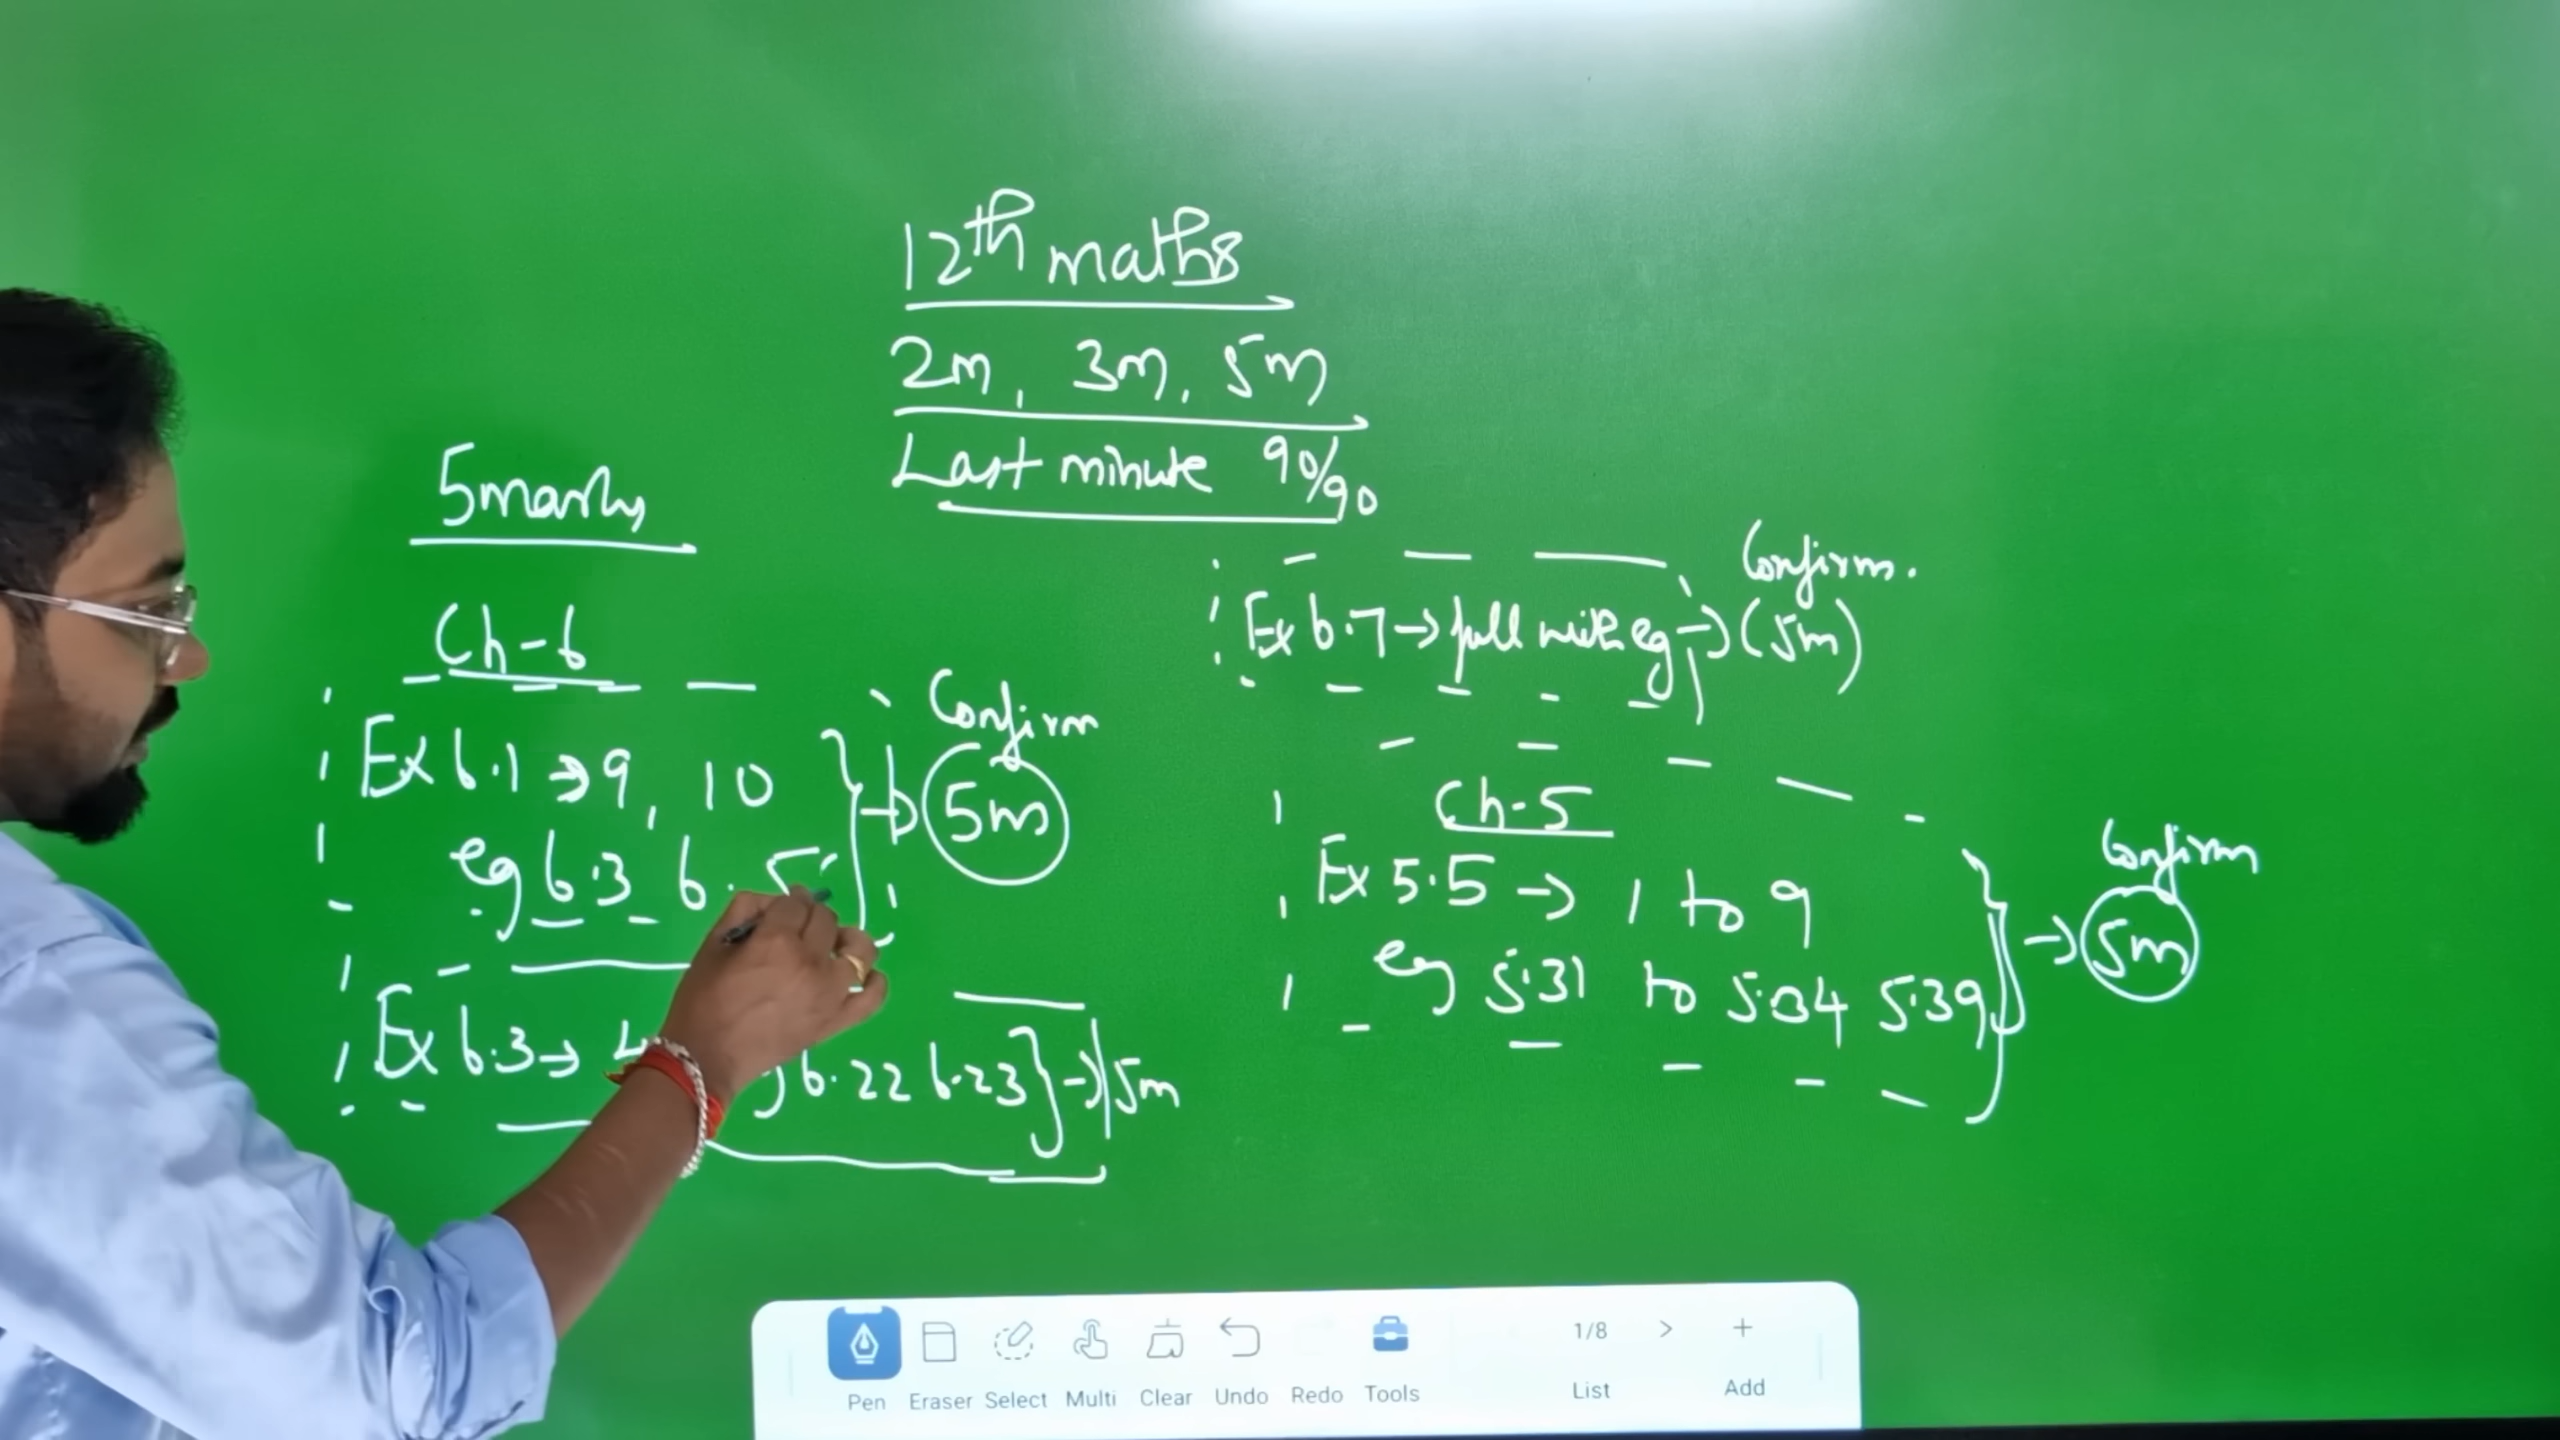 12th maths
2m, 3m, 5m
Last minute 90/90
5marks
Ch-6
Ex 6.1 → 9, 10
eg 6.3 6.5
Confirm
5m
Ex 6.3 → 4
6.22 6.23 } → 5m
Confirm.
Ex 6.7 → full with eg → (5m)
Ch-5
Ex 5.5 → 1 to 9
eg 5.31 to 5.34 5.39
Confirm
5m
Pen Eraser Select Multi Clear Undo Redo Tools
1/8 > +
List Add